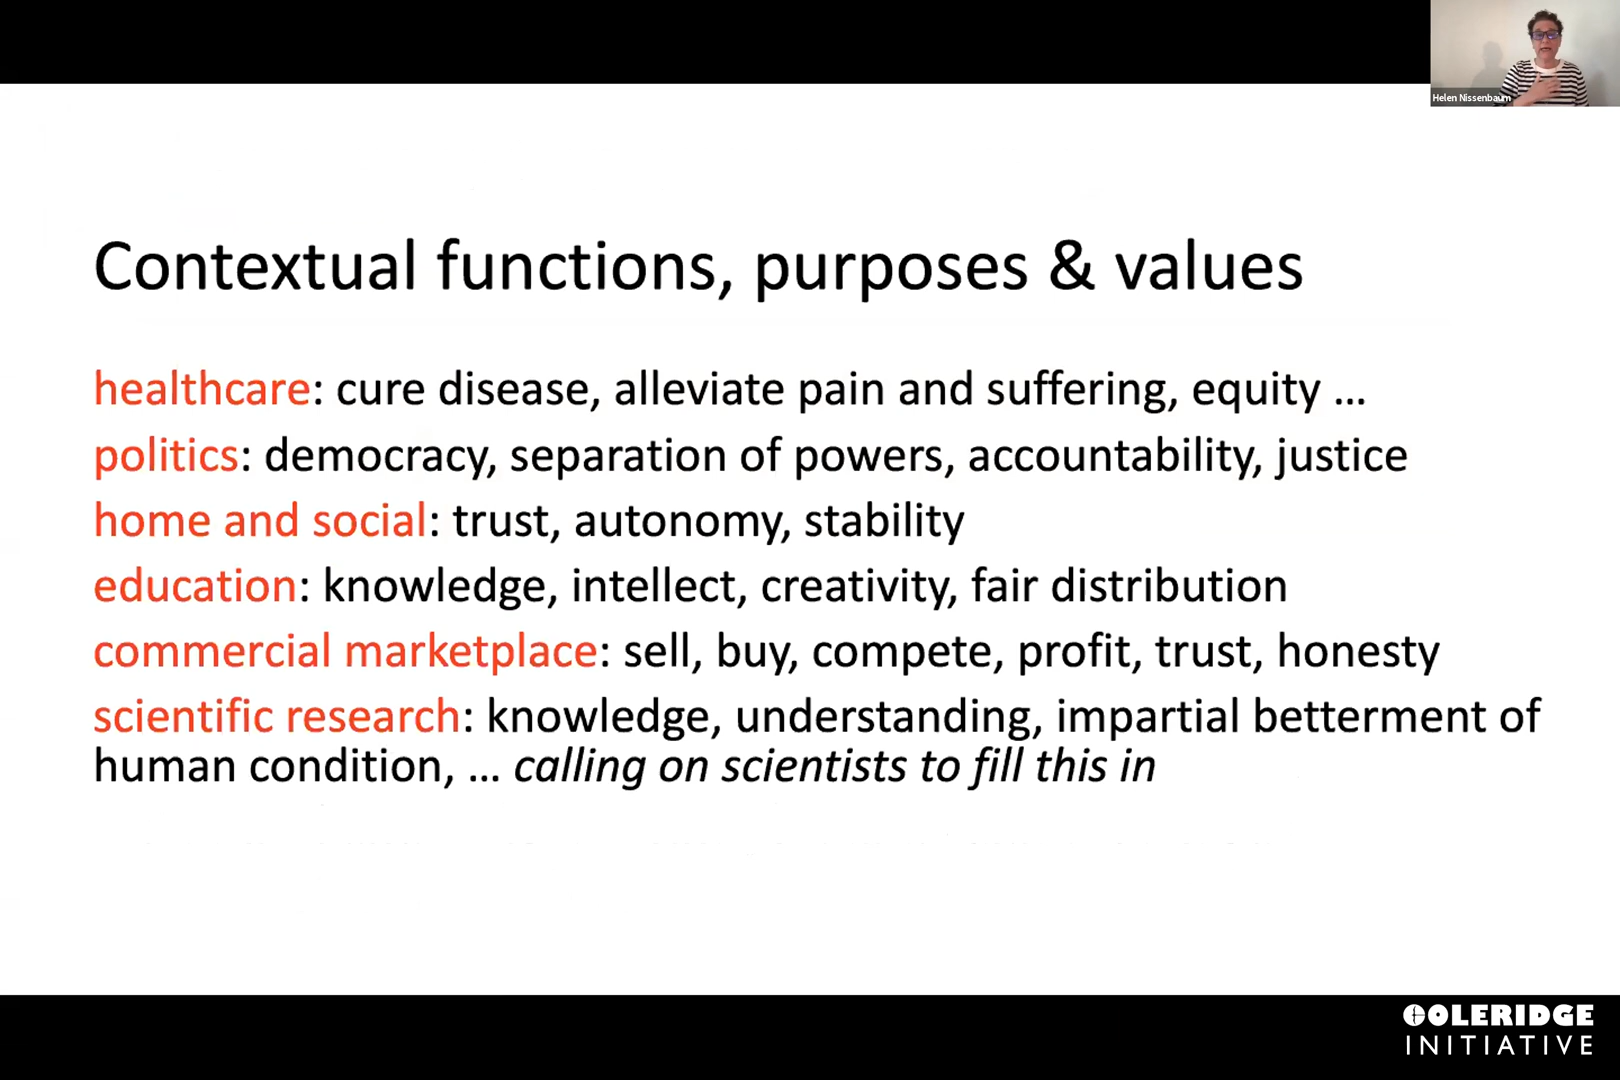 Helen Nissenbaum
Contextual functions, purposes & values
healthcare: cure disease, alleviate pain and suffering, equity ...
politics: democracy, separation of powers, accountability, justice
home and social: trust, autonomy, stability
education: knowledge, intellect, creativity, fair distribution
commercial marketplace: sell, buy, compete, profit, trust, honesty
scientific research: knowledge, understanding, impartial betterment of
human condition, ... calling on scientists to fill this in
COLERIDGE
INITIATIVE